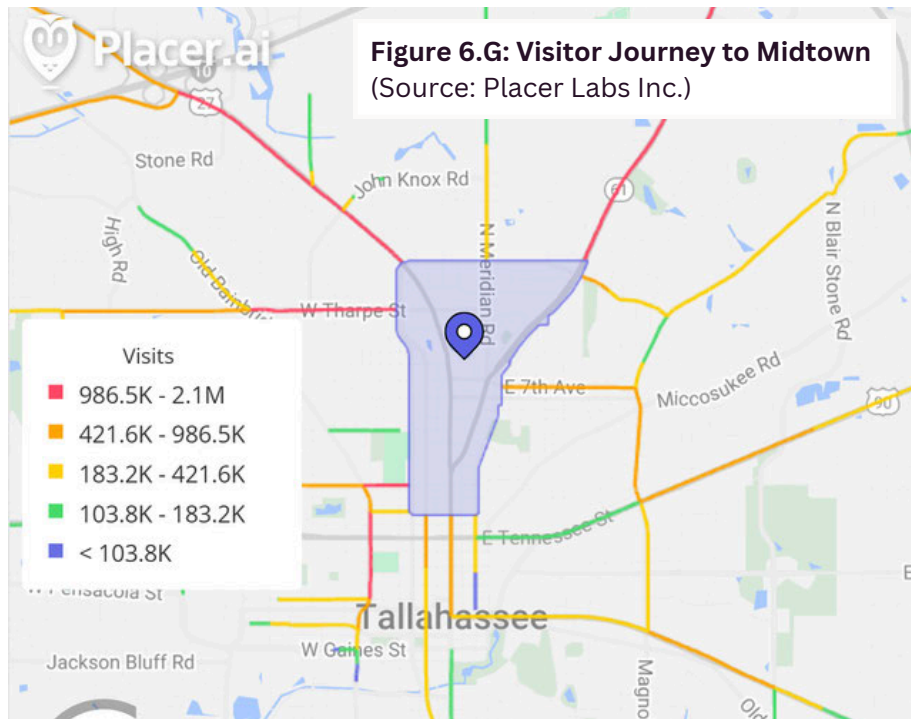 Placer.ai
Figure 6.G: Visitor Journey to Midtown
(Source: Placer Labs Inc.)
10
27
Stone Rd
John Knox Rd
61
High Rd
N Meridian Rd
N Blair Stone Rd
W Tharpe St
Visits
986.5K - 2.1M
421.6K - 986.5K
183.2K - 421.6K
103.8K - 183.2K
< 103.8K
E 7th Ave
Miccosukee Rd
90
E Tennessee St
E
W Pensacola St
Tallahassee
W Gaines St
Jackson Bluff Rd
Magno
Old